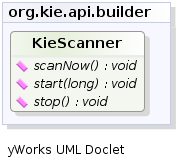 org.kie.api.builder
KieScanner
scanNow() : void
start(long) : void
stop() : void
yWorks UML Doclet